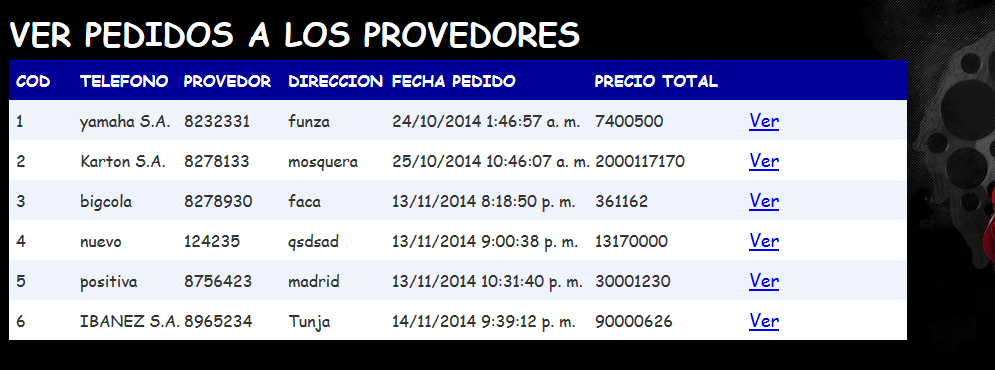 VER PEDIDOS A LOS PROVEDORES
COD TELEFONO PROVEDOR DIRECCION FECHA PEDIDO PRECIO TOTAL
1 yamaha S.A. 8232331 funza 24/10/2014 1:46:57 a. m. 7400500 Ver
2 Karton S.A. 8278133 mosquera 25/10/2014 10:46:07 a. m. 2000117170 Ver
3 bigcola 8278930 faca 13/11/2014 8:18:50 p. m. 361162 Ver
4 nuevo 124235 qsdsad 13/11/2014 9:00:38 p. m. 13170000 Ver
5 positiva 8756423 madrid 13/11/2014 10:31:40 p. m. 30001230 Ver
6 IBANEZ S.A. 8965234 Tunja 14/11/2014 9:39:12 p. m. 90000626 Ver